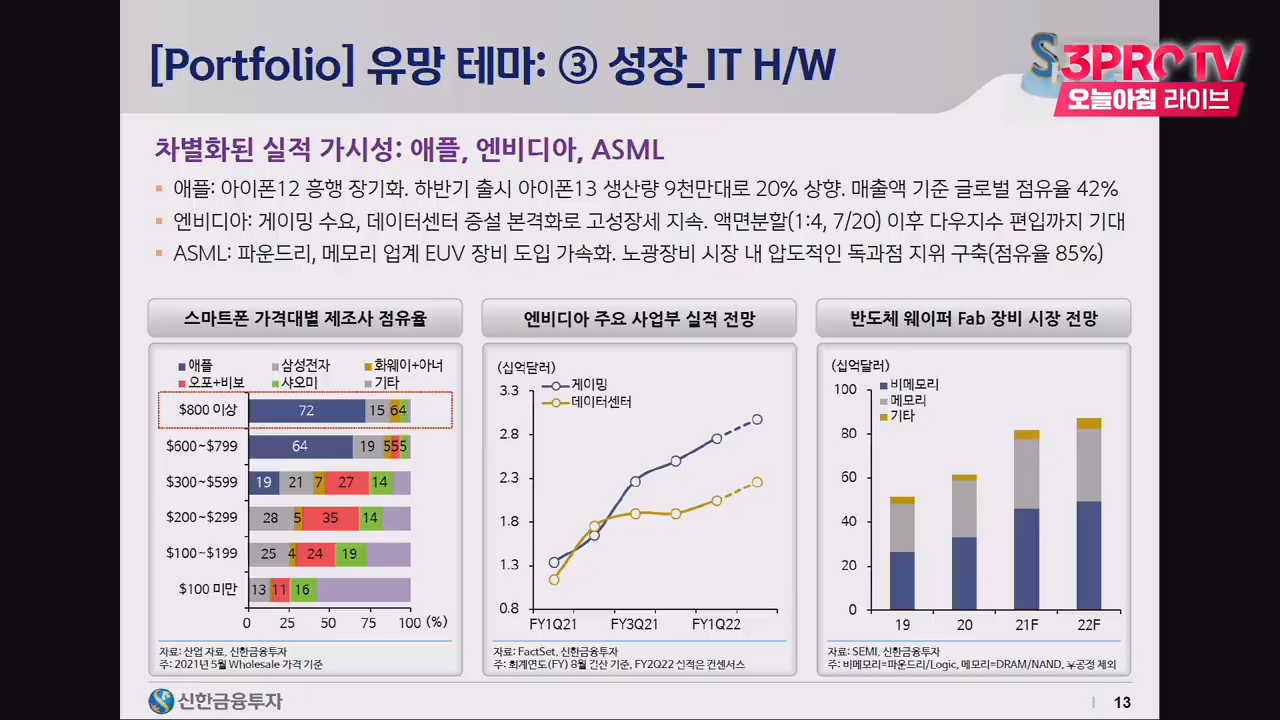 [Portfolio] 유망 테마: ③ 성장_IT H/W
3PROTV
오늘아침 라이브
차별화된 실적 가시성: 애플, 엔비디아, ASML
애플: 아이폰12 흥행 장기화. 하반기 출시 아이폰13 생산량 9천만대로 20% 상향. 매출액 기준 글로벌 점유율 42%
엔비디아: 게이밍 수요, 데이터센터 증설 본격화로 고성장세 지속. 액면분할(1:4, 7/20) 이후 다우지수 편입까지 기대
ASML: 파운드리, 메모리 업계 EUV 장비 도입 가속화. 노광장비 시장 내 압도적인 독과점 지위 구축(점유율 85%)
스마트폰 가격대별 제조사 점유율
애플 삼성전자 화웨이+아너
오포+비보 샤오미 기타
$800 이상 72 15 6 4
$600~$799 64 19 5 5 5
$300~$599 19 21 7 27 14
$200~$299 28 5 35 14
$100~$199 25 4 24 19
$100 미만 13 11 16
0 25 50 75 100 (%)
자료: 산업 자료, 신한금융투자
주: 2021년 5월 Wholesale 가격 기준
엔비디아 주요 사업부 실적 전망
(십억달러)
게이밍
데이터센터
3.3
2.8
2.3
1.8
1.3
0.8
FY1Q21 FY3Q21 FY1Q22
자료: FactSet, 신한금융투자
주: 회계연도(FY) 8월 결산 기준, FY2Q22 실적은 컨센서스
반도체 웨이퍼 Fab 장비 시장 전망
(십억달러)
비메모리
메모리
기타
100
80
60
40
20
0
19 20 21F 22F
자료: SEMI, 신한금융투자
주: 비메모리=파운드리/Logic, 메모리=DRAM/NAND, 후공정 제외
신한금융투자
13